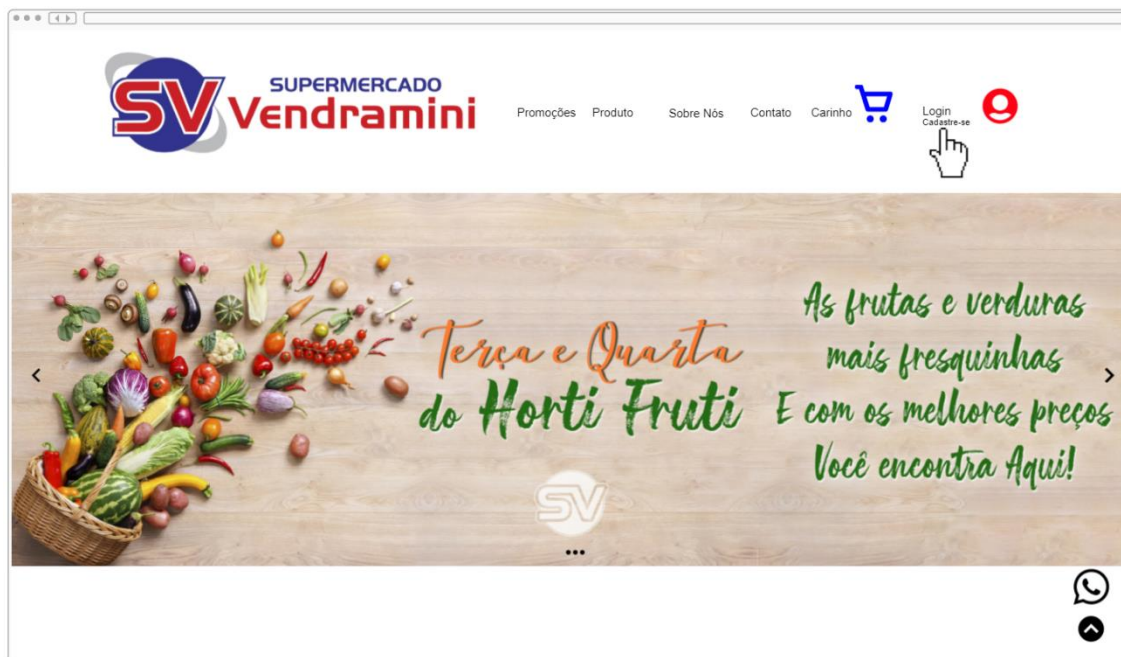 SV
SUPERMERCADO
Vendramini
Promoções Produto Sobre Nós Contato Carinho Login
Cadastre-se
Terça e Quarta
do Horti Fruti
As frutas e verduras
mais fresquinhas
E com os melhores preços
Você encontra Aqui!
SV